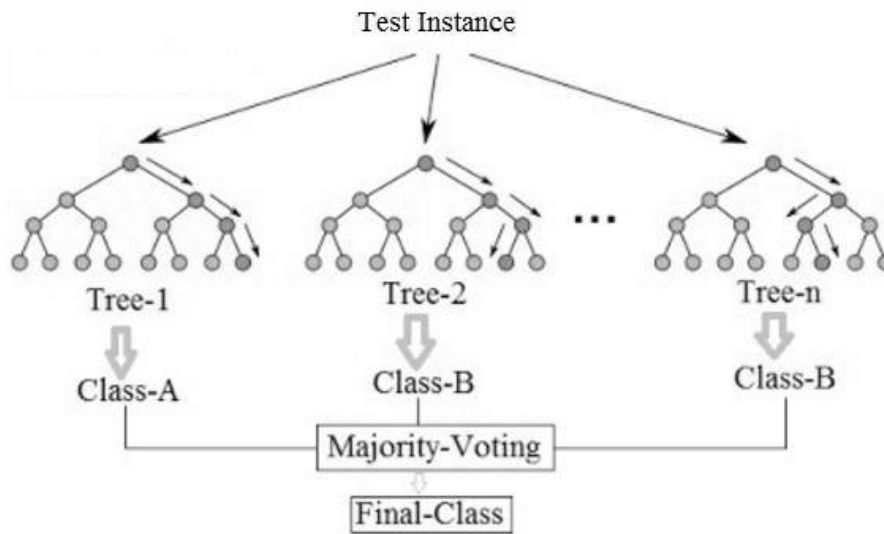 Test Instance
...
Tree-1
Tree-2
Tree-n
Class-A
Class-B
Class-B
Majority-Voting
Final-Class